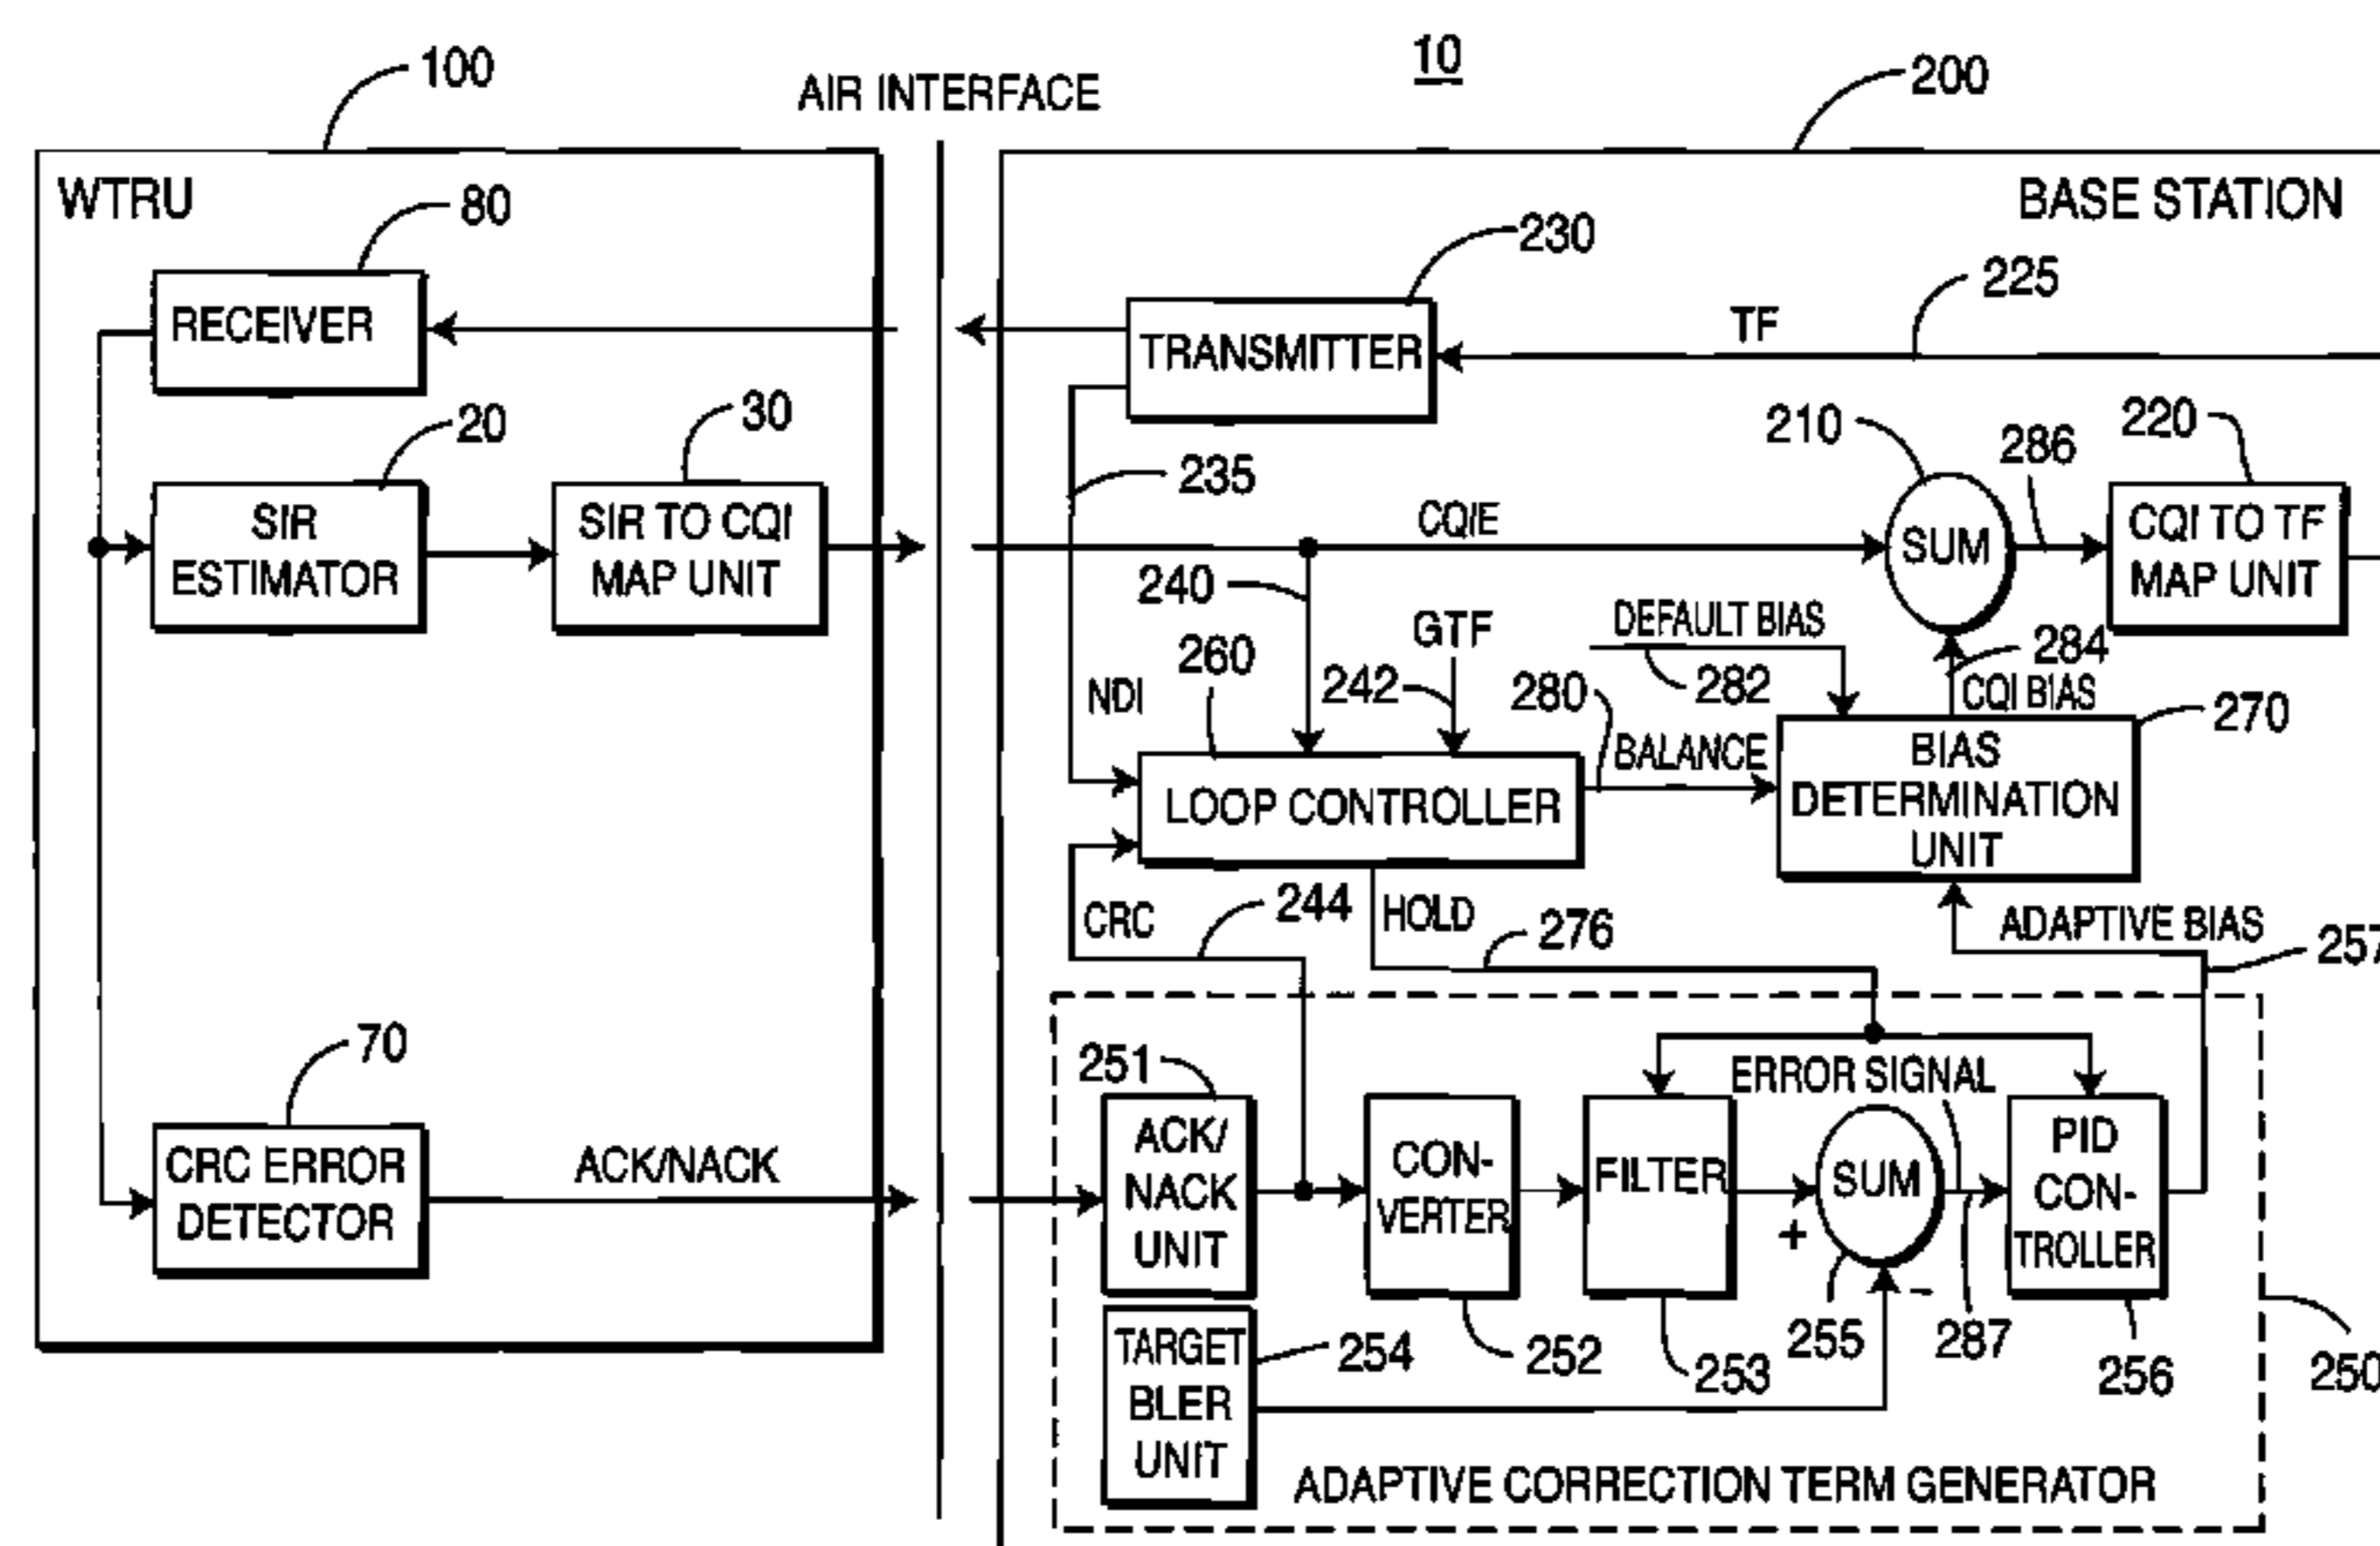 10
100
AIR INTERFACE
200
WTRU
BASE STATION
80
RECEIVER
230
TRANSMITTER
225
TF
20
SIR
ESTIMATOR
30
SIR TO CQI
MAP UNIT
235
CQIE
240
210
SUM
286
220
CQI TO TF
MAP UNIT
NDI
260
GTF
242
DEFAULT BIAS
282
284
CQI BIAS
280
BALANCE
270
LOOP CONTROLLER
BIAS
DETERMINATION
UNIT
CRC
244
HOLD
276
ADAPTIVE BIAS
257
70
CRC ERROR
DETECTOR
ACK/NACK
251
ACK/
NACK
UNIT
CON-
VERTER
FILTER
ERROR SIGNAL
SUM
+
-
PID
CON-
TROLLER
TARGET
BLER
UNIT
254
252
253
255
287
256
250
ADAPTIVE CORRECTION TERM GENERATOR